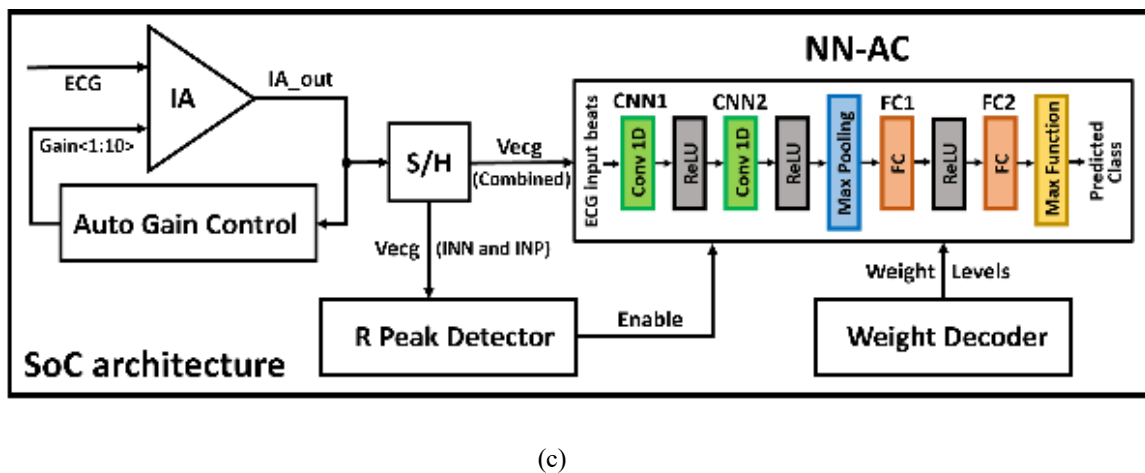 NN-AC
ECG
IA
IA_out
Gain<1:10>
Auto Gain Control
S/H
Vecg
(Combined)
Vecg (INN and INP)
R Peak Detector
Enable
ECG Input beats
CNN1
Conv 1D
ReLU
CNN2
Conv 1D
ReLU
Max Pooling
FC1
FC
ReLU
FC2
FC
Max Function
Predicted
Class
Weight Levels
Weight Decoder
SoC architecture
(c)